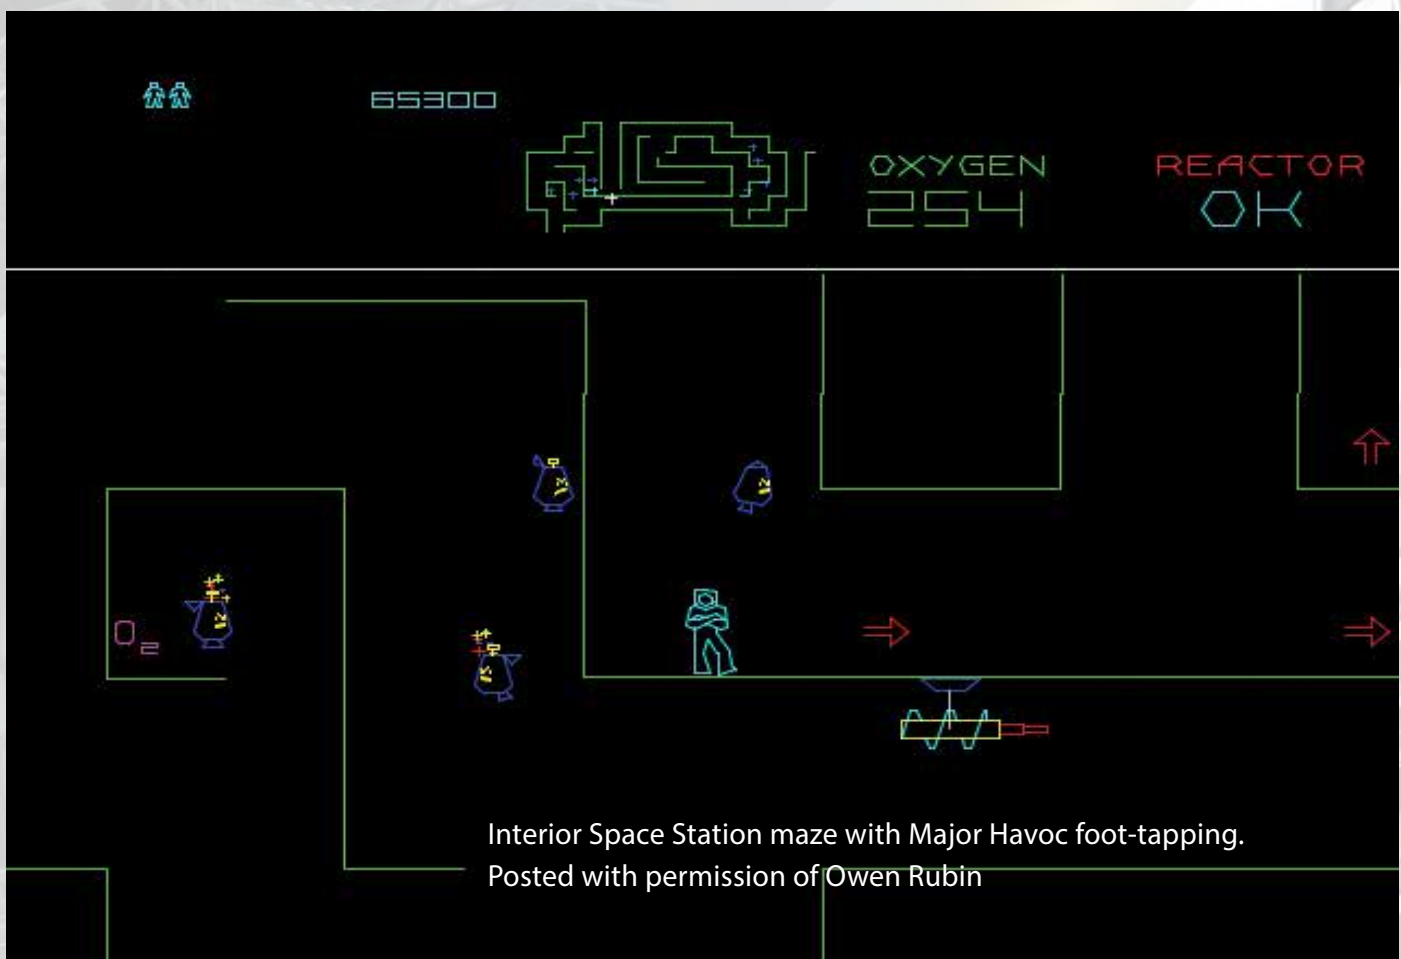 65300
OXYGEN
254
REACTOR
OK
O2
Interior Space Station maze with Major Havoc foot-tapping.
Posted with permission of Owen Rubin